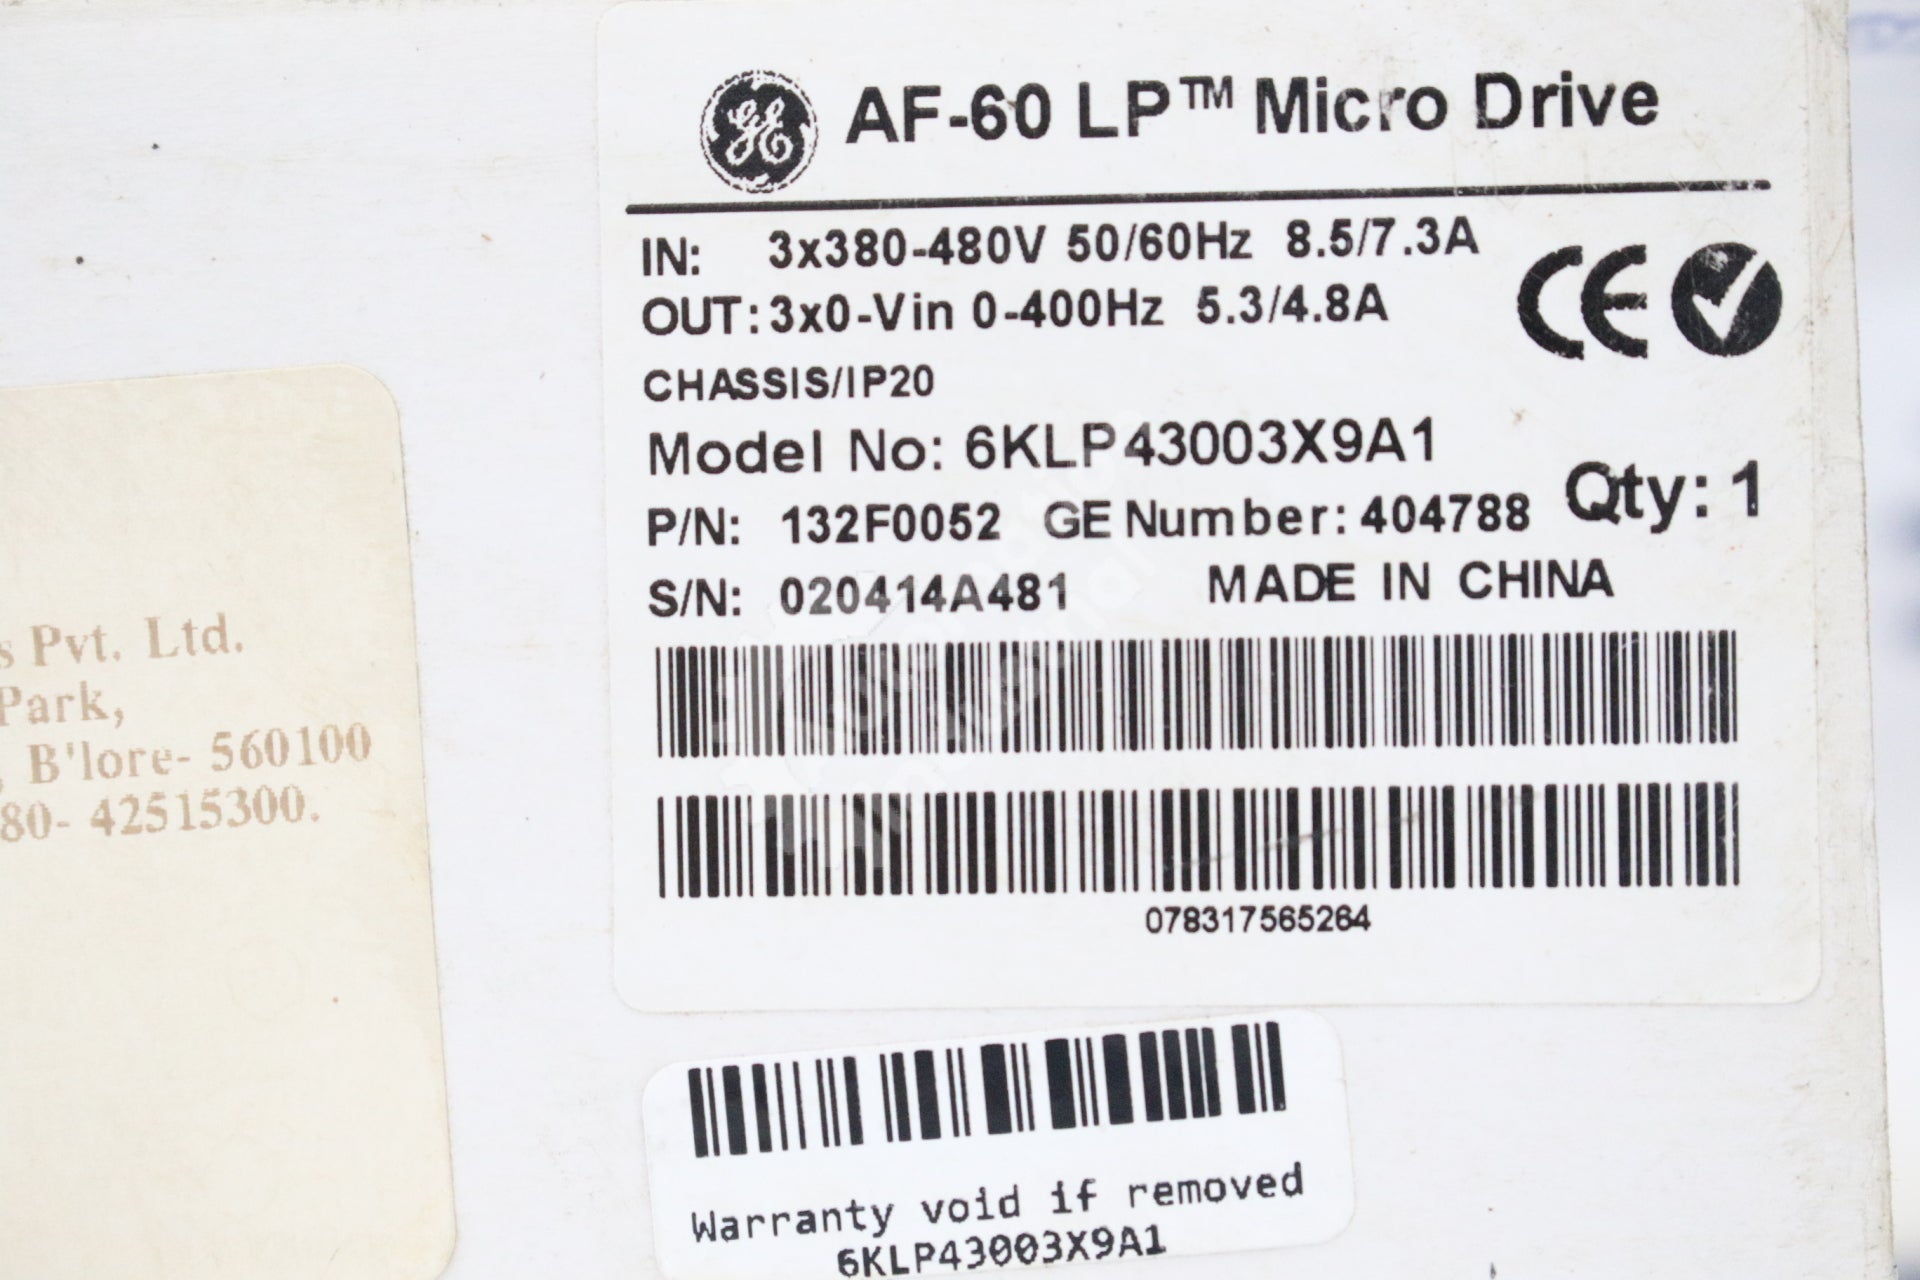 GE AF-60 LP™ Micro Drive
IN: 3x380-480V 50/60Hz 8.5/7.3A
OUT: 3x0-Vin 0-400Hz 5.3/4.8A
CE
CHASSIS/IP20
Model No: 6KLP43003X9A1
Qty: 1
P/N: 132F0052 GE Number: 404788
S/N: 020414A481 MADE IN CHINA
078317565264
Warranty void if removed
6KLP43003X9A1
s Pvt. Ltd.
Park,
, B'lore- 560100
80- 42515300.